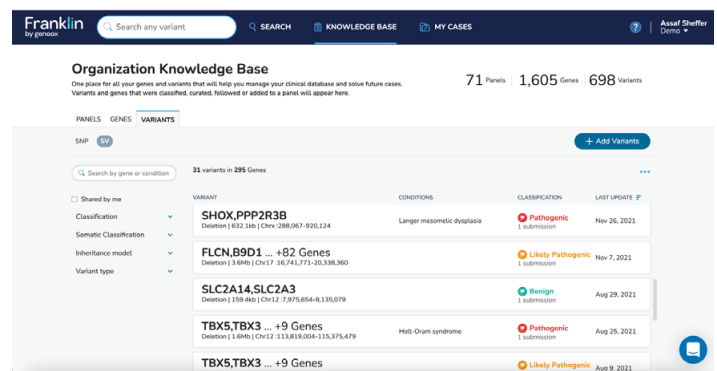 Franklin
by genoox
Search any variant
SEARCH
KNOWLEDGE BASE
MY CASES
?
Assaf Sheffer
Demo
Organization Knowledge Base
One place for all your genes and variants that will help you manage your clinical database and solve future cases.
Variants and genes that were classified, curated, followed or added to a panel will appear here.
71 Panels
1,605 Genes
698 Variants
PANELS GENES VARIANTS
SNP SV
+ Add Variants
Search by gene or condition
31 variants in 295 Genes
Shared by me
Classification
Somatic Classification
Inheritance model
Variant type
VARIANT CONDITIONS CLASSIFICATION LAST UPDATE
SHOX,PPP2R3B
Deletion | 632.1kb | Chrx :288,067-920,124
Langer mesomelic dysplasia
Pathogenic
1 submission
Nov 26, 2021
FLCN,B9D1 ... +82 Genes
Deletion | 3.6Mb | Chr17 :16,741,771-20,338,360
Likely Pathogenic
1 submission
Nov 7, 2021
SLC2A14,SLC2A3
Deletion | 159.4kb | Chr12 :7,975,654-8,135,079
Benign
1 submission
Aug 29, 2021
TBX5,TBX3 ... +9 Genes
Deletion | 1.6Mb | Chr12 :113,819,004-115,375,479
Holt-Oram syndrome
Pathogenic
1 submission
Aug 25, 2021
TBX5,TBX3 ... +9 Genes
Likely Pathogenic
Aug 9, 2021